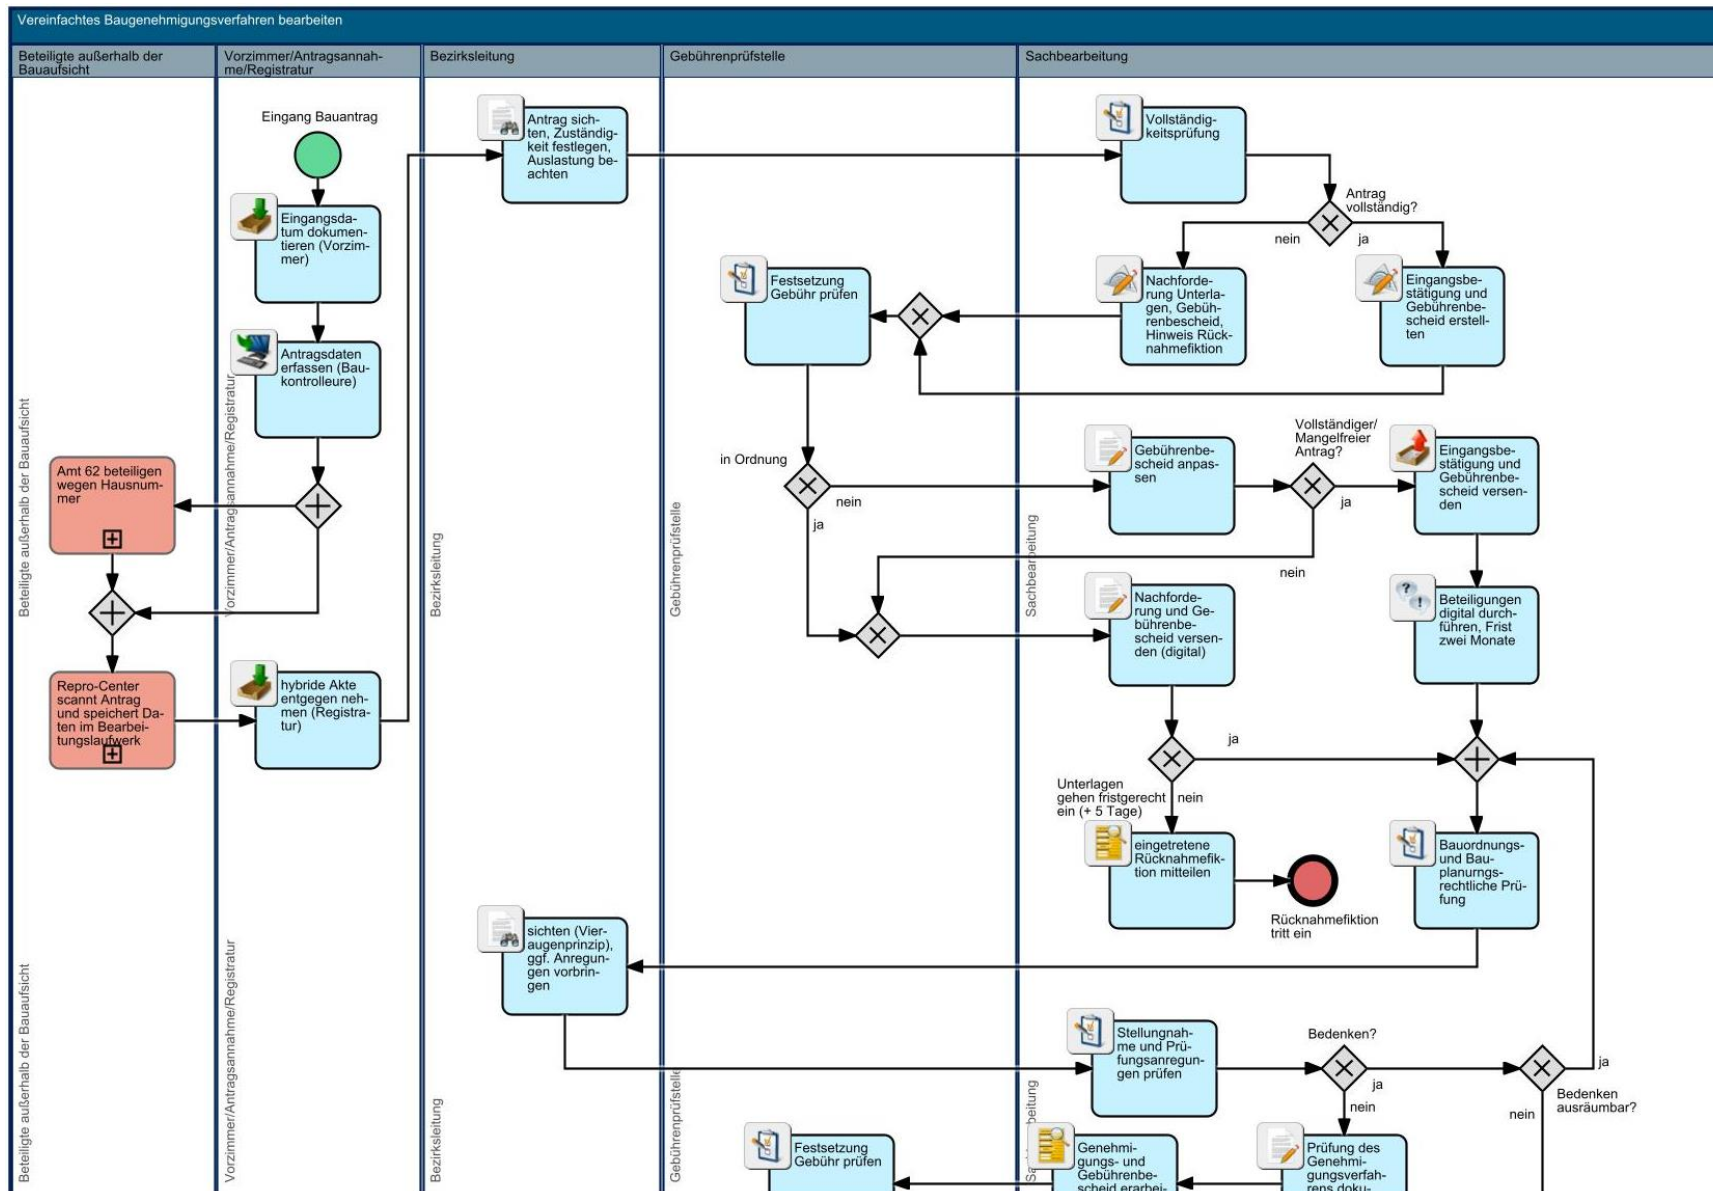 Vereinfachtes Baugenehmigungsverfahren bearbeiten
Beteiligte außerhalb der
Bauaufsicht
Vorzimmer/Antragsannah-
me/Registratur
Bezirksleitung
Gebührenprüfstelle
Sachbearbeitung
Eingang Bauantrag
Antrag sich-
ten, Zuständig-
keit festlegen,
Auslastung be-
achten
Vollständig-
keitsprüfung
Antrag
vollständig?
nein
ja
Eingangsda-
tum dokumen-
tieren (Vorzim-
mer)
Festsetzung
Gebühr prüfen
Nachforde-
rung Unterla-
gen, Gebüh-
renbescheid,
Hinweis Rück-
nahmefiktion
Eingangsbe-
stätigung und
Gebührenbe-
scheid erstell-
ten
Antragsdaten
erfassen (Bau-
kontrolleure)
Beteiligte außerhalb der Bauaufsicht
Vorzimmer/Antragsannahme/Registratur
Bezirksleitung
Gebührenprüfstelle
Sachbearbeitung
Amt 62 beteiligen
wegen Hausnum-
mer
in Ordnung
nein
ja
Gebührenbe-
scheid anpas-
sen
Vollständiger/
Mangelfreier
Antrag?
ja
nein
Eingangsbe-
stätigung und
Gebührenbe-
scheid versen-
den
Nachforde-
rung und Ge-
bührenbe-
scheid versen-
den (digital)
Beteiligungen
digital durch-
führen, Frist
zwei Monate
Repro-Center
scannt Antrag
und speichert Da-
ten im Bearbei-
tungslaufwerk
hybride Akte
entgegen neh-
men (Registra-
tur)
ja
Unterlagen
gehen fristgerecht
ein (+ 5 Tage)
nein
eingetretene
Rücknahmefik-
tion mitteilen
Rücknahmefiktion
tritt ein
Bauordnungs-
und Bau-
planurngs-
rechtliche Prü-
fung
Beteiligte außerhalb der Bauaufsicht
Vorzimmer/Antragsannahme/Registratur
Bezirksleitung
Gebührenprüfstelle
sichten (Vier-
augenprinzip),
ggf. Anregun-
gen vorbrin-
gen
Stellungnah-
me und Prü-
fungsanregun-
gen prüfen
Bedenken?
ja
nein
ja
Bedenken
ausräumbar?
nein
Festsetzung
Gebühr prüfen
Genehmi-
gungs- und
Gebührenbe-
scheid erarbei-
Prüfung des
Genehmi-
gungsverfah-
rens doku-